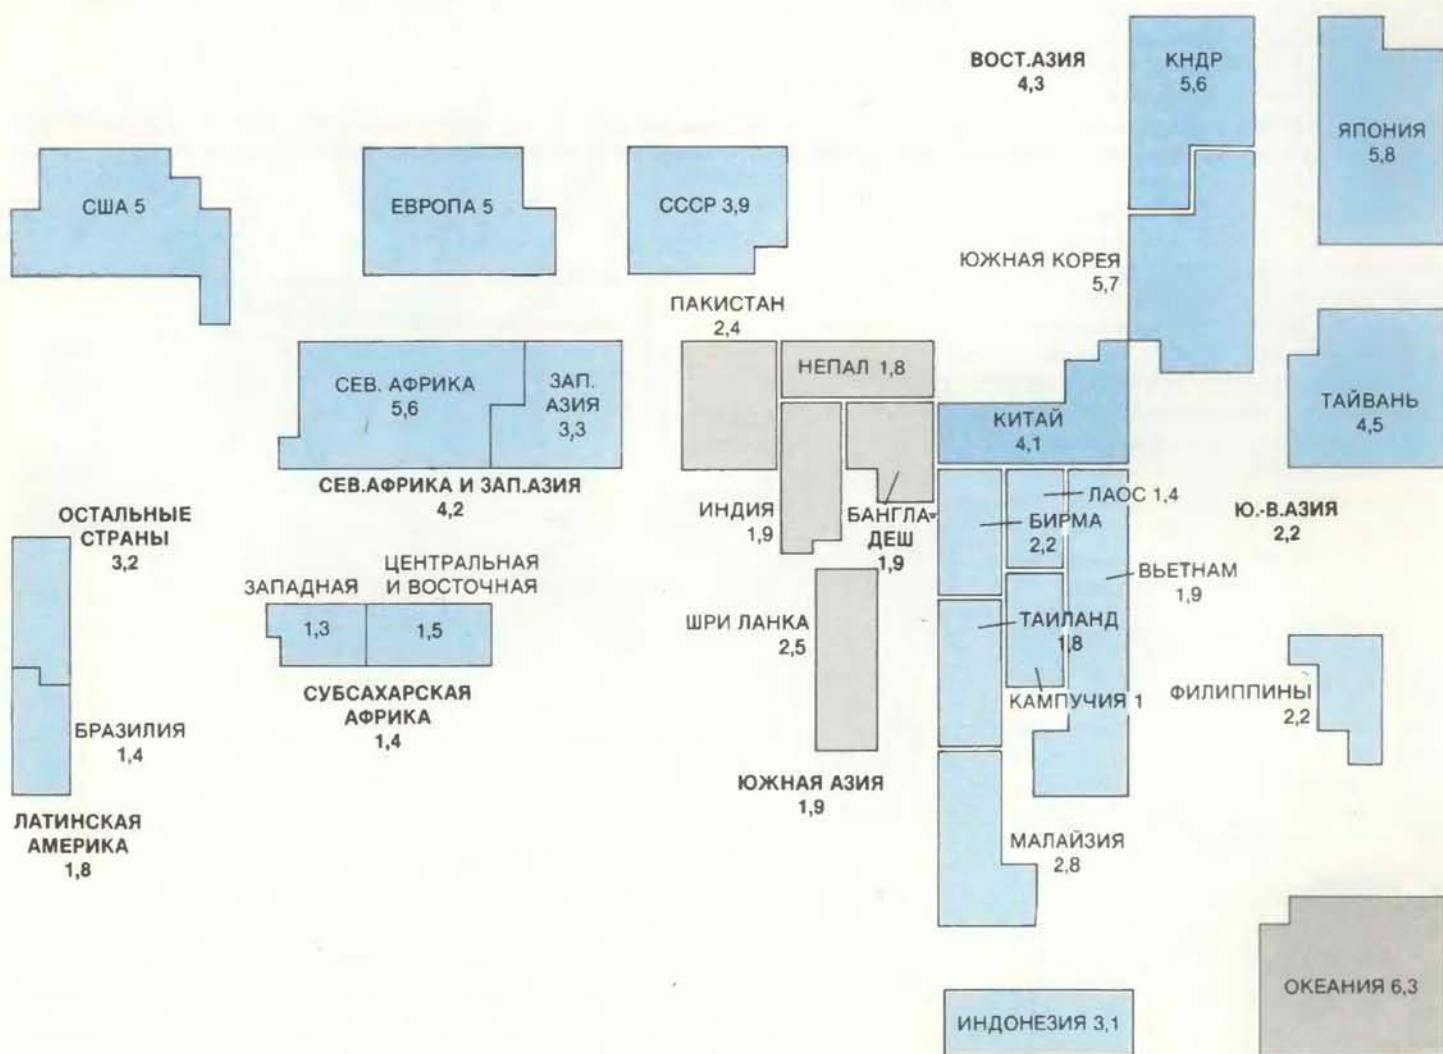 ВОСТ.АЗИЯ
4,3
КНДР
5,6
ЯПОНИЯ
5,8
США 5
ЕВРОПА 5
СССР 3,9
ЮЖНАЯ КОРЕЯ
5,7
ПАКИСТАН
2,4
НЕПАЛ 1,8
СЕВ. АФРИКА
5,6
ЗАП.
АЗИЯ
3,3
КИТАЙ
4,1
ТАЙВАНЬ
4,5
СЕВ.АФРИКА И ЗАП.АЗИЯ
4,2
ИНДИЯ
1,9
БАНГЛА-
ДЕШ
1,9
ЛАОС 1,4
БИРМА
2,2
Ю.-В.АЗИЯ
2,2
ОСТАЛЬНЫЕ
СТРАНЫ
3,2
ЗАПАДНАЯ
1,3
ЦЕНТРАЛЬНАЯ
И ВОСТОЧНАЯ
1,5
ВЬЕТНАМ
1,9
ШРИ ЛАНКА
2,5
ТАИЛАНД
1,8
СУБСАХАРСКАЯ
АФРИКА
1,4
КАМПУЧИЯ 1
ФИЛИППИНЫ
2,2
БРАЗИЛИЯ
1,4
ЮЖНАЯ АЗИЯ
1,9
ЛАТИНСКАЯ
АМЕРИКА
1,8
МАЛАЙЗИЯ
2,8
ОКЕАНИЯ 6,3
ИНДОНЕЗИЯ 3,1